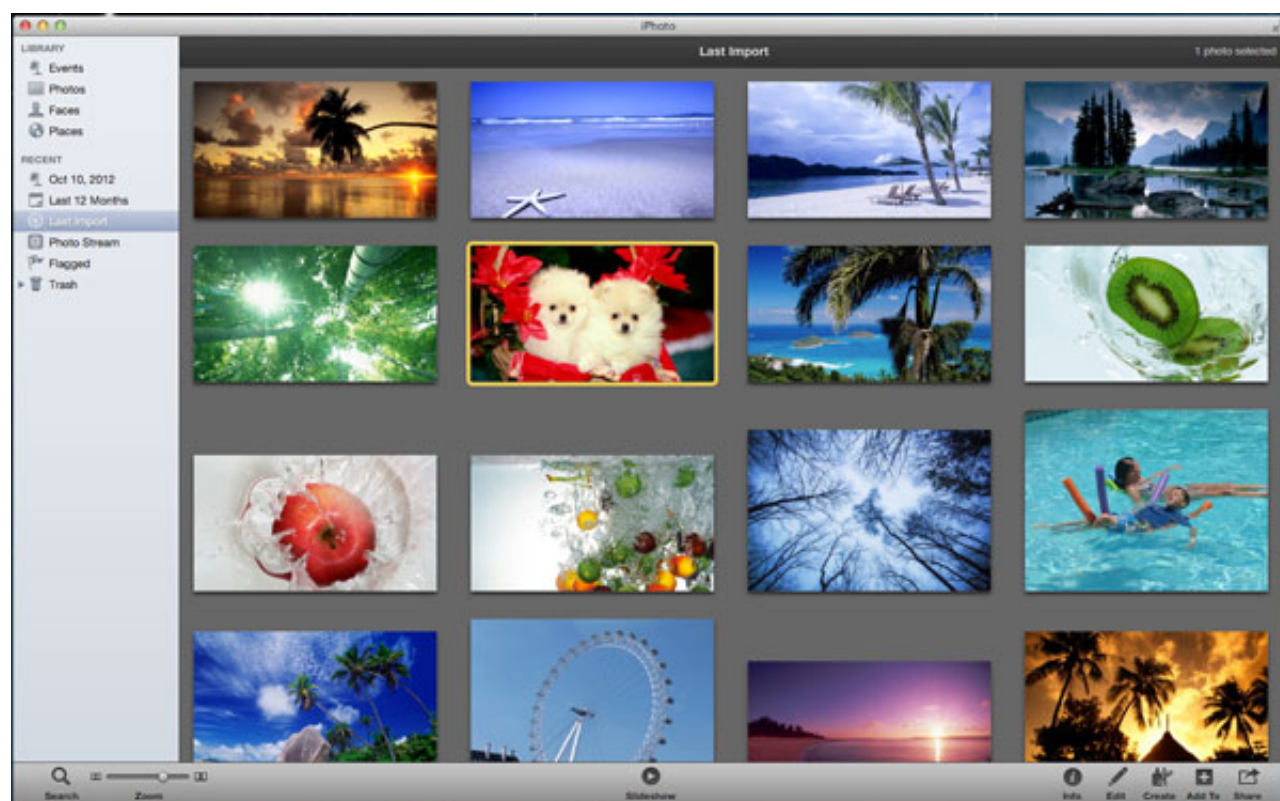 iPhoto
LIBRARY
Events
Photos
Faces
Places
RECENT
Oct 10, 2012
Last 12 Months
Last Import
Photo Stream
Flagged
Trash
Last Import
1 photo selected
Search
Zoom
Slideshow
Info
Edit
Create
Add To
Share